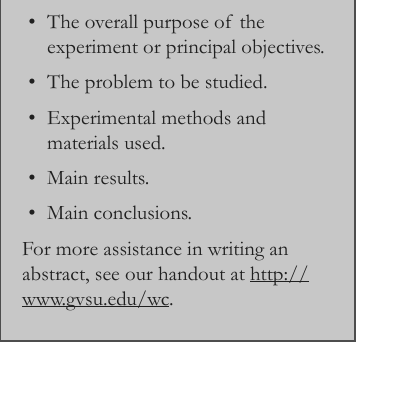 • The overall purpose of the
experiment or principal objectives.
• The problem to be studied.
• Experimental methods and
materials used.
• Main results.
• Main conclusions.
For more assistance in writing an
abstract, see our handout at http://
www.gvsu.edu/wc.